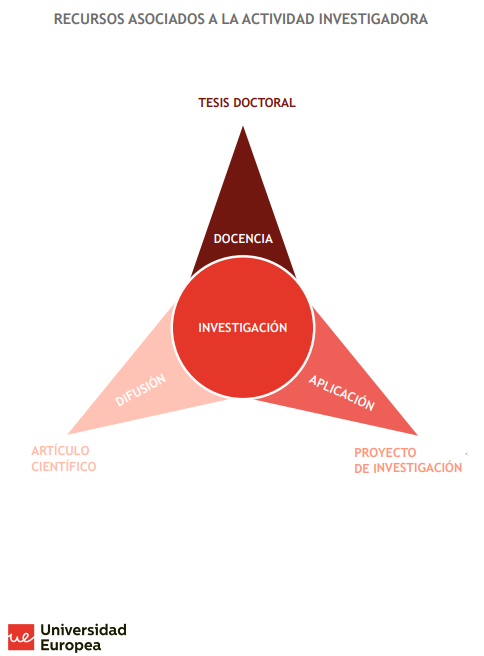 RECURSOS ASOCIADOS A LA ACTIVIDAD INVESTIGADORA
TESIS DOCTORAL
DOCENCIA
INVESTIGACIÓN
DIFUSIÓN
APLICACIÓN
ARTÍCULO
CIENTÍFICO
PROYECTO
DE INVESTIGACIÓN
ue
Universidad
Europea